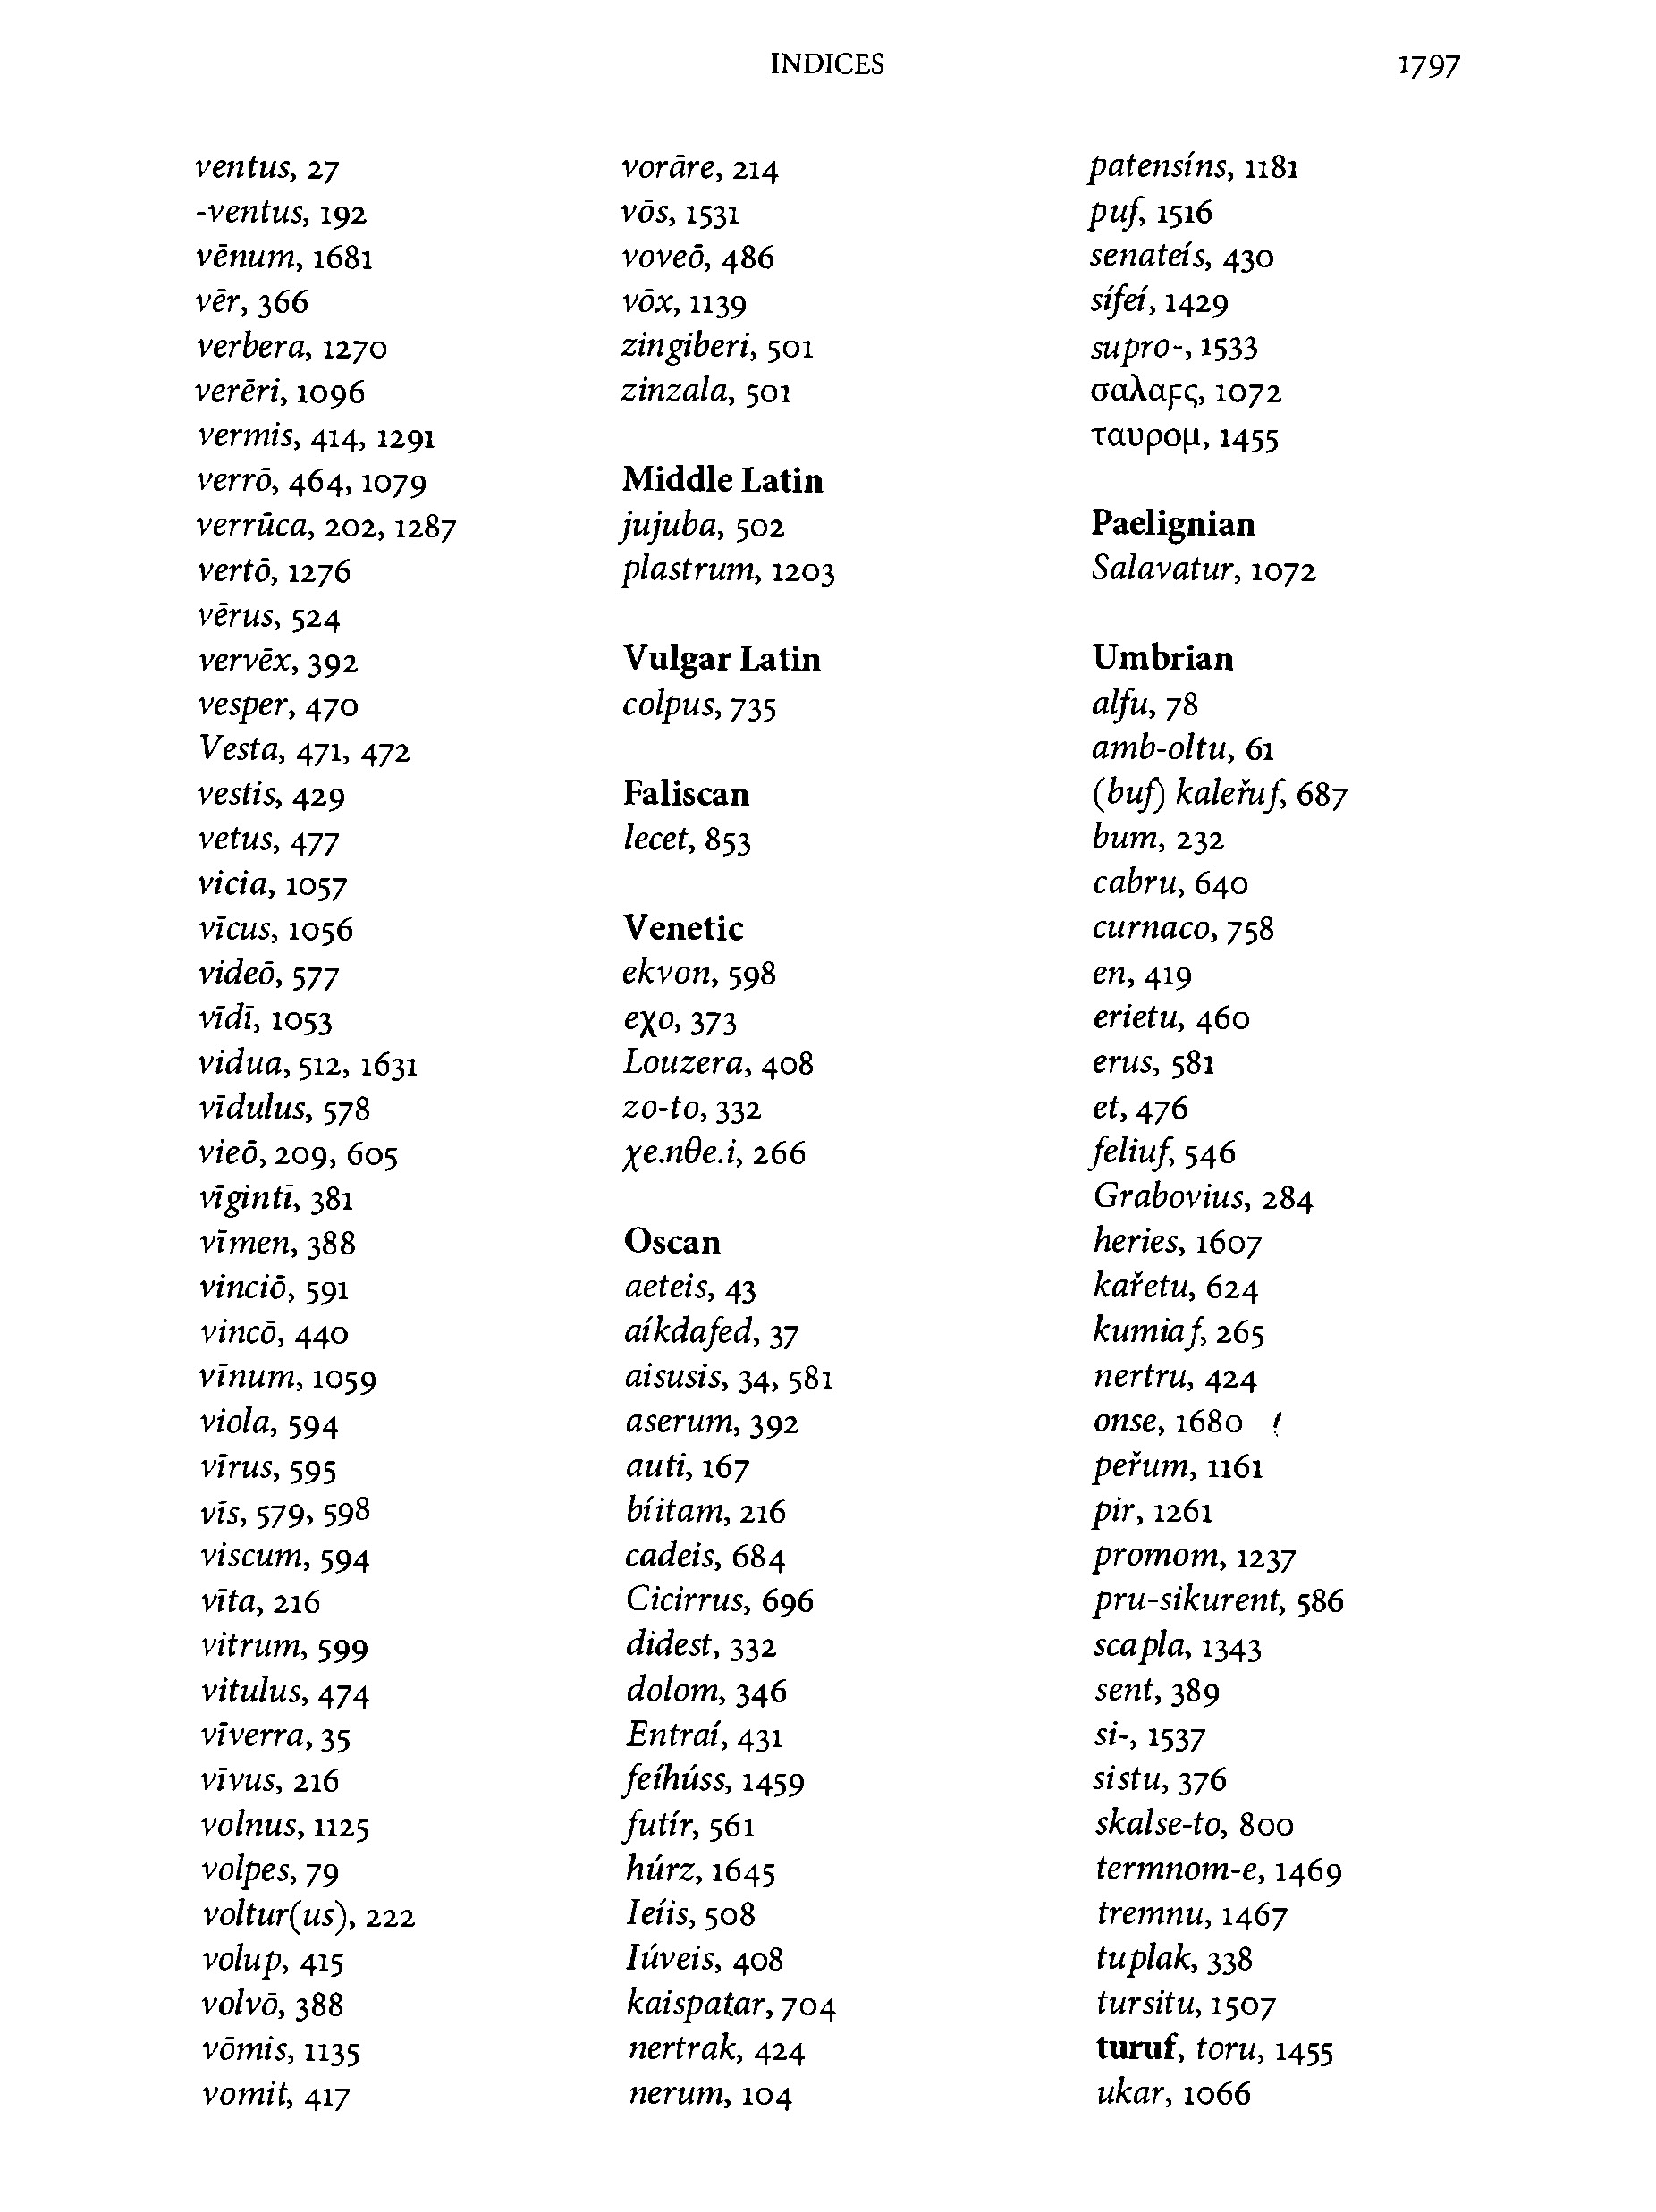 INDICES
1797
ventus, 27
-ventus, 192
vēnum, 1681
vēr, 366
verbera, 1270
verēri, 1096
vermis, 414, 1291
verrō, 464, 1079
verrūca, 202, 1287
vertō, 1276
vērus, 524
vervēx, 392
vesper, 470
Vesta, 471, 472
vestis, 429
vetus, 477
vicia, 1057
vīcus, 1056
videō, 577
vīdī, 1053
vidua, 512, 1631
vīdulus, 578
vieō, 209, 605
vīgintī, 381
vīmen, 388
vinciō, 591
vincō, 440
vīnum, 1059
viola, 594
vīrus, 595
vīs, 579, 598
viscum, 594
vīta, 216
vitrum, 599
vitulus, 474
vīverra, 35
vīvus, 216
volnus, 1125
volpes, 79
voltur(us), 222
volup, 415
volvō, 388
vōmis, 1135
vomit, 417
vorāre, 214
vōs, 1531
voveō, 486
vōx, 1139
zingiberi, 501
zinzala, 501
Middle Latin
jujuba, 502
plastrum, 1203
Vulgar Latin
colpus, 735
Faliscan
lecet, 853
Venetic
ekvon, 598
eχo, 373
Louzera, 408
zo-to, 332
χe.nθe.i, 266
Oscan
aeteis, 43
aíkdafed, 37
aisusis, 34, 581
aserum, 392
auti, 167
bíitam, 216
cadeis, 684
Cicirrus, 696
didest, 332
dolom, 346
Entraí, 431
feíhúss, 1459
futír, 561
húrz, 1645
Ieíis, 508
Iúveis, 408
kaispatar, 704
nertrak, 424
nerum, 104
patensíns, 1181
puf, 1516
senateís, 430
sífeí, 1429
supro-, 1533
σαλαϝς, 1072
ταυρομ, 1455
Paelignian
Salavatur, 1072
Umbrian
alfu, 78
amb-oltu, 61
(buf) kaleřuf, 687
bum, 232
cabru, 640
curnaco, 758
en, 419
erietu, 460
erus, 581
et, 476
feliuf, 546
Grabovius, 284
heries, 1607
kařetu, 624
kumiaf, 265
nertru, 424
onse, 1680
peřum, 1161
pir, 1261
promom, 1237
pru-sikurent, 586
scapla, 1343
sent, 389
si-, 1537
sistu, 376
skalse-to, 800
termnom-e, 1469
tremnu, 1467
tuplak, 338
tursitu, 1507
turuf, toru, 1455
ukar, 1066